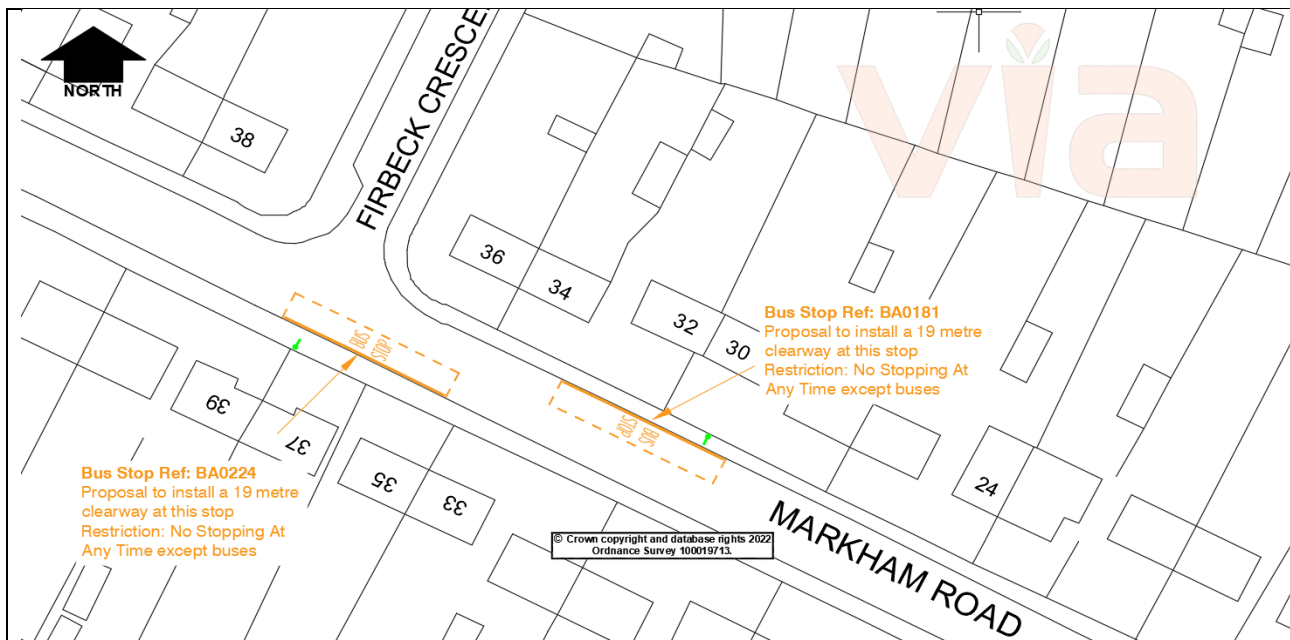 via
NORTH
38
FIRBECK CRESCE
36
34
32
30
Bus Stop Ref: BA0181
Proposal to install a 19 metre
clearway at this stop
Restriction: No Stopping At
Any Time except buses
BUS
STOP
39
37
35
33
BUS
STOP
24
Bus Stop Ref: BA0224
Proposal to install a 19 metre
clearway at this stop
Restriction: No Stopping At
Any Time except buses
MARKHAM ROAD
© Crown copyright and database rights 2022
Ordnance Survey 100019713.